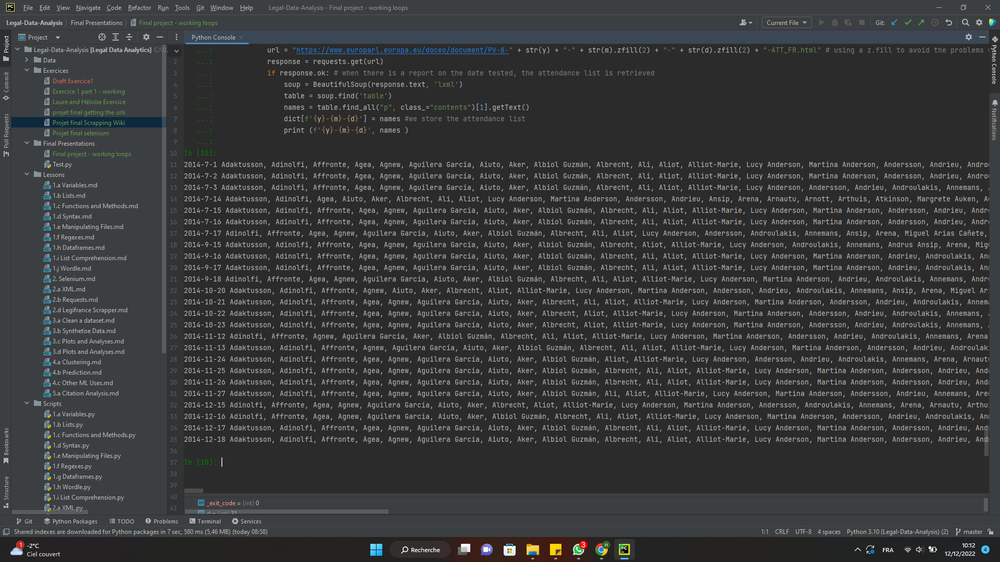 PC File Edit View Navigate Code Refactor Run Tools Git Window Help Legal-Data-Analysis - Final project - working loops
Legal-Data-Analysis Final Presentations Final project - working loops Current File Git:
Project
Python Console
Legal-Data-Analysis [Legal Data Analytics] C:\U
Data
Exercices
Draft Exercice1
Exercice 1 part 1 - working
Laure and Héloïse Exercice
projet final getting the urls
Projet final Scrapping Wiki
Projet final selenium
Final Presentations
Final project - working loops
Test.py
Lessons
1.a Variables.md
1.b Lists.md
1.c Functions and Methods.md
1.d Syntax.md
1.e Manipulating Files.md
1.f Regexes.md
1.h Dataframes.md
1.i List Comprehension.md
1.j Wordle.md
2. Selenium.md
2.a XML.md
2.b Requests.md
2.d Legifrance Scrapper.md
3.a Clean a dataset.md
3.b Synthetise Data.md
3.c Plots and Analyses.md
3.d Plots and Analyses.md
4.a Clustering.md
4.b Prediction.md
4.c Other ML Uses.md
5.a Citation Analysis.md
Scripts
1.a Variables.py
1.b Lists.py
1.c Functions and Methods.py
1.d Syntax.py
1.e Manipulating Files.py
1.f Regexes.py
1.g Dataframes.py
1.h Wordle.py
1.i List Comprehension.py
2.a XML.py
Project
Commit
Pull Requests
Bookmarks
Structure
...: url = "https://www.europarl.europa.eu/doceo/document/PV-8-" + str(y) + "-" + str(m).zfill(2) + "-" + str(d).zfill(2) + "-ATT_FR.html" # using a z.fill to avoid the problems
2 ...: response = requests.get(url)
3 ...: if response.ok: # when there is a report on the date tested, the attendance list is retrieved
4 ...: soup = BeautifulSoup(response.text, 'lxml')
5 ...: table = soup.find('table')
6 ...: names = table.find_all("p", class_="contents")[1].getText()
7 ...: dict[f'{y}-{m}-{d}'] = names #we store the attendance list
8 ...: print (f'{y}-{m}-{d}', names )
9 ...:
10 In [10]:
11 2014-7-1 Adaktusson, Adinolfi, Affronte, Agea, Agnew, Aguilera García, Aiuto, Aker, Albiol Guzmán, Albrecht, Ali, Aliot, Alliot-Marie, Lucy Anderson, Martina Anderson, Andersson, Andrieu, Andro
12 2014-7-2 Adaktusson, Adinolfi, Affronte, Agea, Agnew, Aguilera García, Aiuto, Aker, Albiol Guzmán, Albrecht, Ali, Aliot, Alliot-Marie, Lucy Anderson, Martina Anderson, Andersson, Andrieu, Andro
13 2014-7-3 Adaktusson, Adinolfi, Affronte, Agea, Agnew, Aguilera García, Aiuto, Aker, Albiol Guzmán, Albrecht, Ali, Aliot, Alliot-Marie, Lucy Anderson, Andersson, Andrieu, Androulakis, Annemans,
14 2014-7-14 Adaktusson, Adinolfi, Agea, Aiuto, Aker, Albrecht, Ali, Aliot, Lucy Anderson, Martina Anderson, Andersson, Andrieu, Ansip, Arena, Arnautu, Arnott, Arthuis, Atkinson, Margrete Auken, A
15 2014-7-15 Adaktusson, Adinolfi, Affronte, Agea, Agnew, Aguilera García, Aiuto, Aker, Albiol Guzmán, Albrecht, Ali, Aliot, Alliot-Marie, Lucy Anderson, Martina Anderson, Andersson, Andrieu, Andr
16 2014-7-16 Adaktusson, Adinolfi, Affronte, Agea, Agnew, Aguilera García, Aiuto, Aker, Albiol Guzmán, Albrecht, Ali, Aliot, Alliot-Marie, Lucy Anderson, Martina Anderson, Andersson, Andrieu, Andr
17 2014-7-17 Adinolfi, Affronte, Agea, Agnew, Aguilera García, Aiuto, Aker, Albiol Guzmán, Albrecht, Ali, Aliot, Lucy Anderson, Andersson, Androulakis, Annemans, Ansip, Arena, Miguel Arias Cañete,
18 2014-9-15 Adaktusson, Adinolfi, Affronte, Agea, Agnew, Aguilera García, Aiuto, Aker, Albiol Guzmán, Albrecht, Aliot, Alliot-Marie, Lucy Anderson, Androulakis, Annemans, Andrus Ansip, Arena, Mig
19 2014-9-16 Adaktusson, Adinolfi, Affronte, Agea, Agnew, Aguilera García, Aiuto, Aker, Albiol Guzmán, Albrecht, Ali, Aliot, Alliot-Marie, Lucy Anderson, Martina Anderson, Andrieu, Androulakis, An
20 2014-9-17 Adaktusson, Adinolfi, Affronte, Agea, Agnew, Aguilera García, Aiuto, Aker, Albiol Guzmán, Albrecht, Ali, Aliot, Alliot-Marie, Lucy Anderson, Martina Anderson, Andrieu, Androulakis, An
21 2014-9-18 Adinolfi, Affronte, Agea, Agnew, Aguilera García, Aiuto, Aker, Albiol Guzmán, Albrecht, Ali, Aliot, Alliot-Marie, Lucy Anderson, Martina Anderson, Andrieu, Androulakis, Annemans, Andr
22 2014-10-20 Adaktusson, Adinolfi, Affronte, Agnew, Aiuto, Aker, Albrecht, Aliot, Alliot-Marie, Lucy Anderson, Martina Anderson, Andersson, Andrieu, Androulakis, Annemans, Ansip, Arena, Miguel Ar
23 2014-10-21 Adaktusson, Adinolfi, Affronte, Agea, Agnew, Aguilera García, Aiuto, Aker, Albrecht, Ali, Aliot, Alliot-Marie, Lucy Anderson, Martina Anderson, Andersson, Andrieu, Androulakis, Annem
24 2014-10-22 Adaktusson, Adinolfi, Affronte, Agea, Agnew, Aguilera García, Aiuto, Aker, Albrecht, Aliot, Alliot-Marie, Lucy Anderson, Martina Anderson, Andersson, Andrieu, Androulakis, Annemans,
25 2014-10-23 Adaktusson, Adinolfi, Affronte, Agea, Agnew, Aguilera García, Aiuto, Aker, Albrecht, Aliot, Alliot-Marie, Lucy Anderson, Martina Anderson, Andersson, Andrieu, Androulakis, Annemans,
26 2014-11-12 Adinolfi, Affronte, Agnew, Aguilera García, Aker, Albiol Guzmán, Albrecht, Ali, Aliot, Alliot-Marie, Lucy Anderson, Martina Anderson, Andersson, Andrieu, Androulakis, Annemans, Arena
27 2014-11-13 Adaktusson, Adinolfi, Affronte, Agnew, Aguilera García, Aiuto, Aker, Albiol Guzmán, Albrecht, Ali, Aliot, Alliot-Marie, Lucy Anderson, Martina Anderson, Andersson, Andrieu, Androulak
28 2014-11-24 Adaktusson, Adinolfi, Affronte, Agea, Agnew, Aguilera García, Aiuto, Aker, Albiol Guzmán, Aliot, Alliot-Marie, Lucy Anderson, Andersson, Andrieu, Androulakis, Annemans, Arena, Arnaut
29 2014-11-25 Adaktusson, Adinolfi, Affronte, Agea, Agnew, Aguilera García, Aiuto, Aker, Albiol Guzmán, Albrecht, Ali, Aliot, Alliot-Marie, Lucy Anderson, Martina Anderson, Andersson, Andrieu, And
30 2014-11-26 Adaktusson, Adinolfi, Affronte, Agea, Agnew, Aguilera García, Aiuto, Aker, Albiol Guzmán, Albrecht, Ali, Aliot, Alliot-Marie, Lucy Anderson, Martina Anderson, Andersson, Andrieu, And
31 2014-11-27 Adaktusson, Adinolfi, Affronte, Agea, Agnew, Aguilera García, Aiuto, Aker, Albiol Guzmán, Ali, Aliot, Alliot-Marie, Lucy Anderson, Martina Anderson, Andersson, Andrieu, Annemans, Are
32 2014-12-15 Adinolfi, Affronte, Agea, Agnew, Aguilera García, Aiuto, Aker, Albrecht, Aliot, Alliot-Marie, Lucy Anderson, Martina Anderson, Andersson, Androulakis, Annemans, Arena, Arnautu, Arthu
33 2014-12-16 Adinolfi, Affronte, Agea, Agnew, Aguilera García, Aiuto, Aker, Albiol Guzmán, Albrecht, Ali, Aliot, Alliot-Marie, Lucy Anderson, Martina Anderson, Andersson, Andrieu, Androulakis, An
34 2014-12-17 Adaktusson, Adinolfi, Affronte, Agea, Agnew, Aguilera García, Aiuto, Aker, Albiol Guzmán, Albrecht, Ali, Aliot, Alliot-Marie, Lucy Anderson, Martina Anderson, Andersson, Andrieu, And
35 2014-12-18 Adaktusson, Adinolfi, Affronte, Agea, Agnew, Aguilera García, Aiuto, Aker, Albiol Guzmán, Albrecht, Ali, Aliot, Alliot-Marie, Lucy Anderson, Martina Anderson, Andersson, Andrieu, And
36
37 In [10]:
38
39
40
41
_exit_code = {int} 0
d = {int} 31
Python Console
Notifications
Git Python Packages TODO Problems Terminal Services
Shared indexes are downloaded for Python packages in 7 sec, 580 ms (5,46 MB) (today 08:58) 1:1 CRLF UTF-8 4 spaces Python 3.10 (Legal-Data-Analysis) (2) master
1 -2°C
Ciel couvert
Recherche
3
H
PC
FRA
10:12
12/12/2022
4